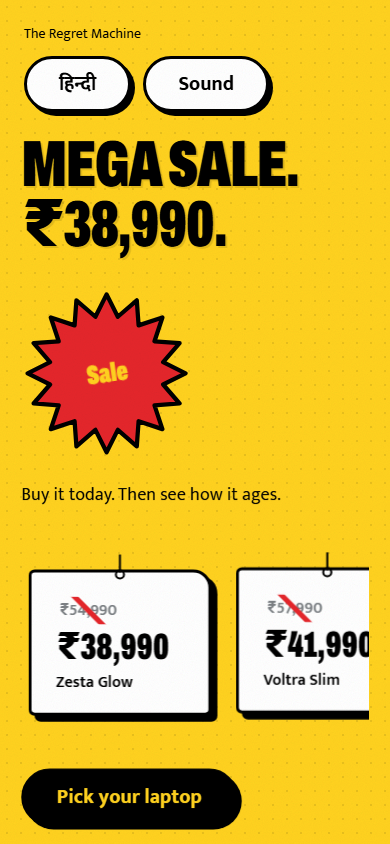 The Regret Machine
हिन्दी
Sound
MEGA SALE.
₹38,990.
Sale
Buy it today. Then see how it ages.
₹54,990
₹38,990
Zesta Glow
₹57,990
₹41,990
Voltra Slim
Pick your laptop